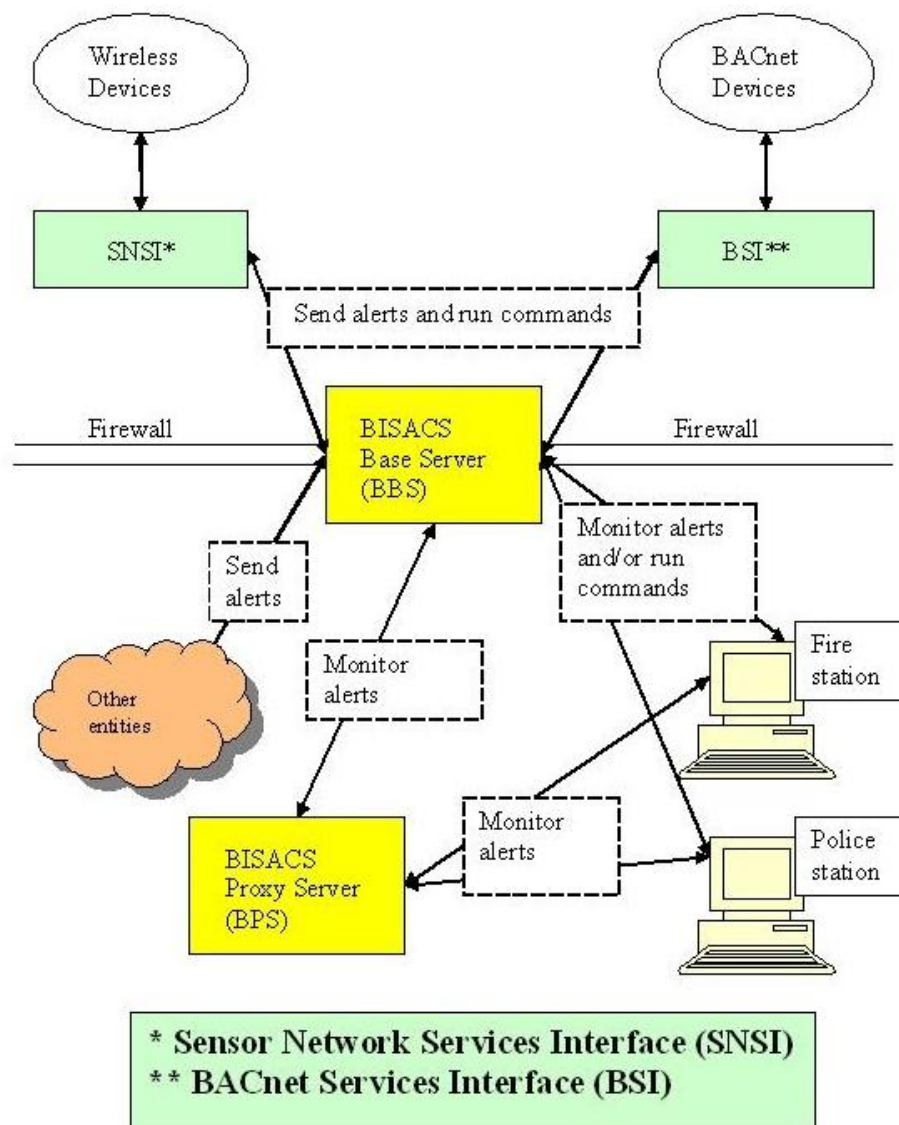 Wireless
Devices
BACnet
Devices
SNSI*
BSI**
Send alerts and run commands
Firewall
BISACS
Base Server
(BBS)
Firewall
Send
alerts
Monitor alerts
and/or run
commands
Monitor
alerts
Fire
station
Other
entities
BISACS
Proxy Server
(BPS)
Monitor
alerts
Police
station
* Sensor Network Services Interface (SNSI)
** BACnet Services Interface (BSI)